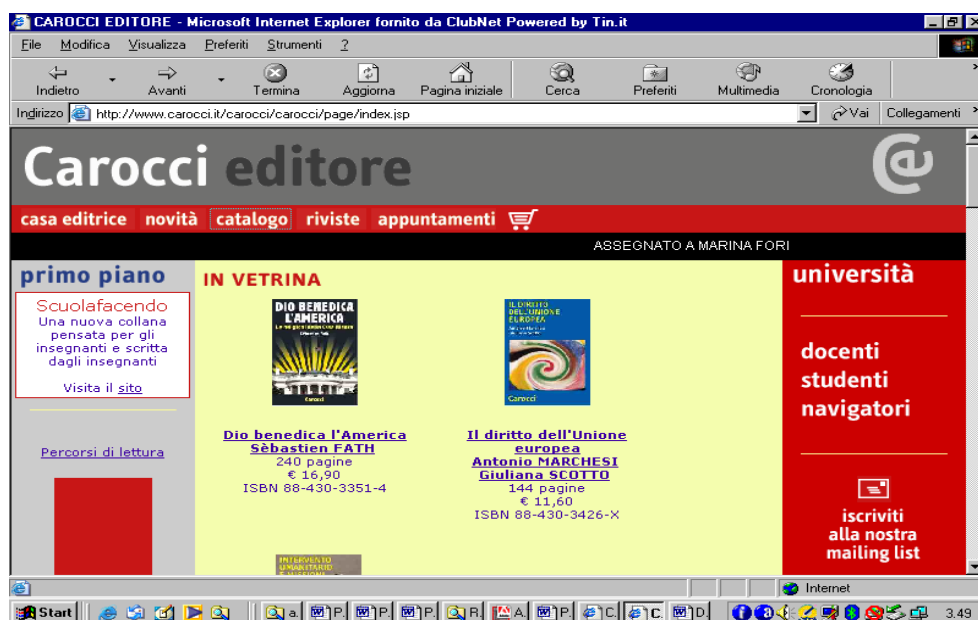 CAROCCI EDITORE - Microsoft Internet Explorer fornito da ClubNet Powered by Tin.it
File Modifica Visualizza Preferiti Strumenti ?
Indietro Avanti Termina Aggiorna Pagina iniziale Cerca Preferiti Multimedia Cronologia
Indirizzo http://www.carocci.it/carocci/carocci/page/index.jsp Vai Collegamenti
Carocci editore
casa editrice novità catalogo riviste appuntamenti
ASSEGNATO A MARINA FORI
primo piano
Scuolafacendo
Una nuova collana
pensata per gli
insegnanti e scritta
dagli insegnanti
Visita il sito
Percorsi di lettura
IN VETRINA
DIO BENEDICA
L'AMERICA
Carocci
Dio benedica l'America
Sèbastien FATH
240 pagine
€ 16,90
ISBN 88-430-3351-4
IL DIRITTO
DELL'UNIONE
EUROPEA
Carocci
Il diritto dell'Unione
europea
Antonio MARCHESI
Giuliana SCOTTO
144 pagine
€ 11,60
ISBN 88-430-3426-X
INTERVENTO
UMANITARIO
E MISSIONI
università
docenti
studenti
navigatori
iscriviti
alla nostra
mailing list
Internet
Start a. P. P. P. R. A. P. C. C. D. 3.49